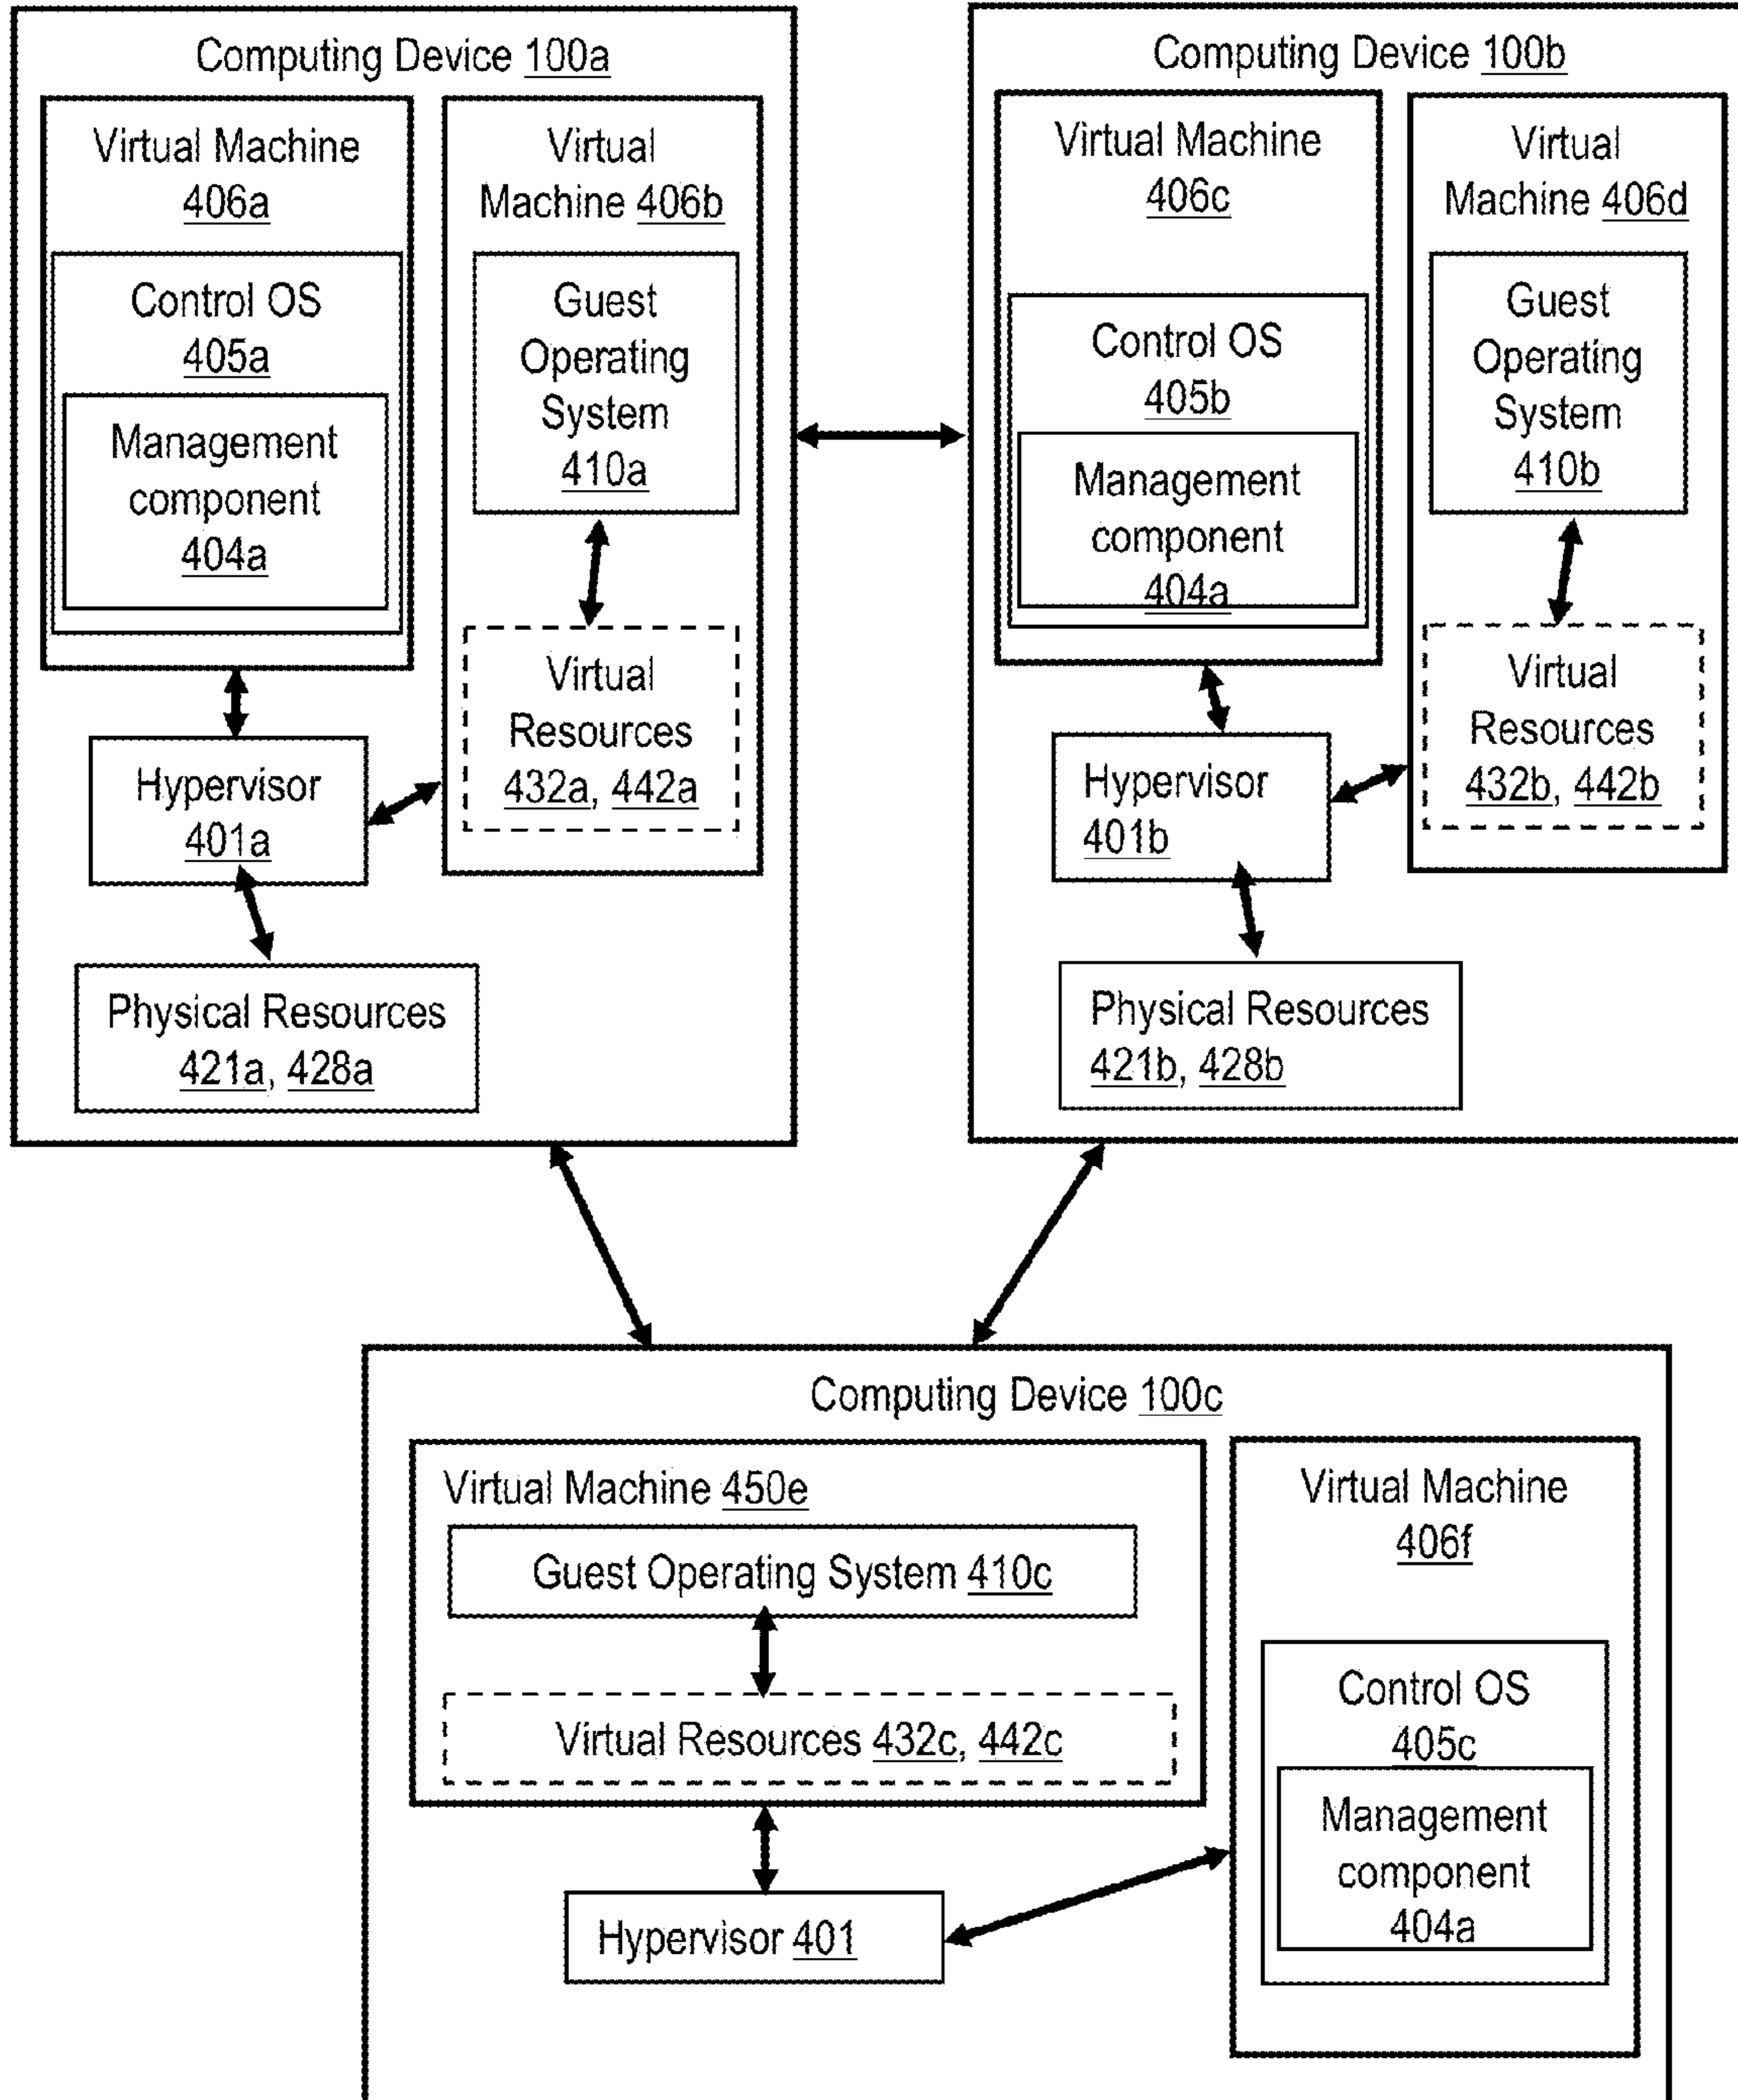 Computing Device 100a
Virtual Machine
406a
Control OS
405a
Management
component
404a
Virtual
Machine 406b
Guest
Operating
System
410a
Virtual
Resources
432a, 442a
Hypervisor
401a
Physical Resources
421a, 428a
Computing Device 100b
Virtual Machine
406c
Control OS
405b
Management
component
404a
Virtual
Machine 406d
Guest
Operating
System
410b
Virtual
Resources
432b, 442b
Hypervisor
401b
Physical Resources
421b, 428b
Computing Device 100c
Virtual Machine 450e
Guest Operating System 410c
Virtual Resources 432c, 442c
Hypervisor 401
Virtual Machine
406f
Control OS
405c
Management
component
404a